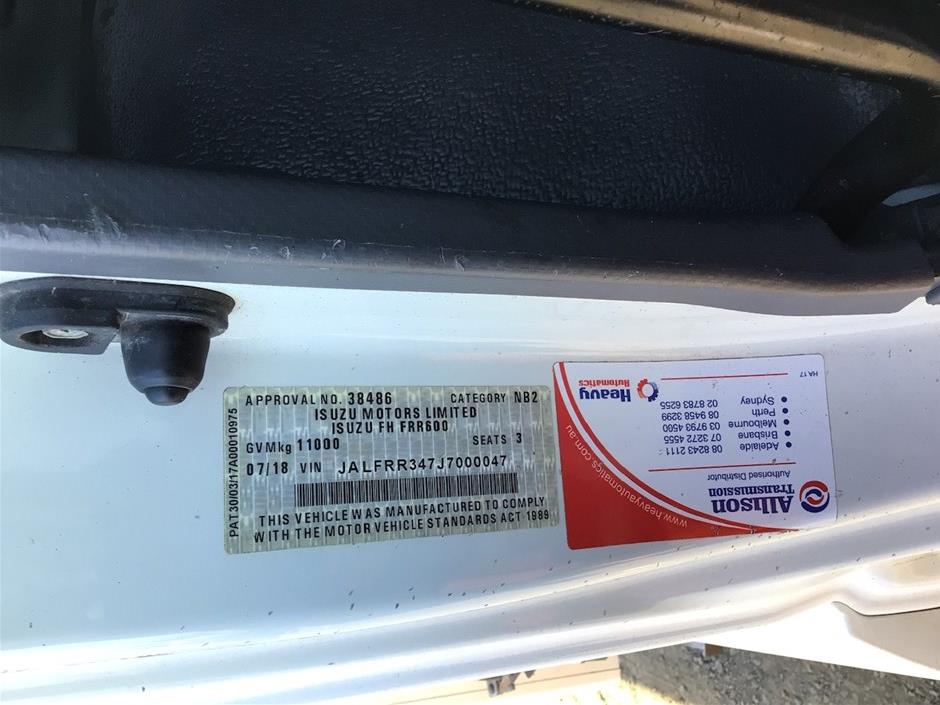 APPROVAL NO. 38486 CATEGORY NB2
ISUZU MOTORS LIMITED
ISUZU FH FRR600
GVMkg 11000 SEATS 3
07/18 VIN JALFRR347J7000047
THIS VEHICLE WAS MANUFACTURED TO COMPLY
WITH THE MOTOR VEHICLE STANDARDS ACT 1989
PAT30/03/17A00010975
Allison
Transmission
Authorised Distributor
Adelaide 08 8243 2111
Brisbane 07 3272 4555
Melbourne 03 9793 4560
Perth 08 9458 3299
Sydney 02 8783 6255
Heavy
Automatics
www.heavyautomatics.com.au
HA 17